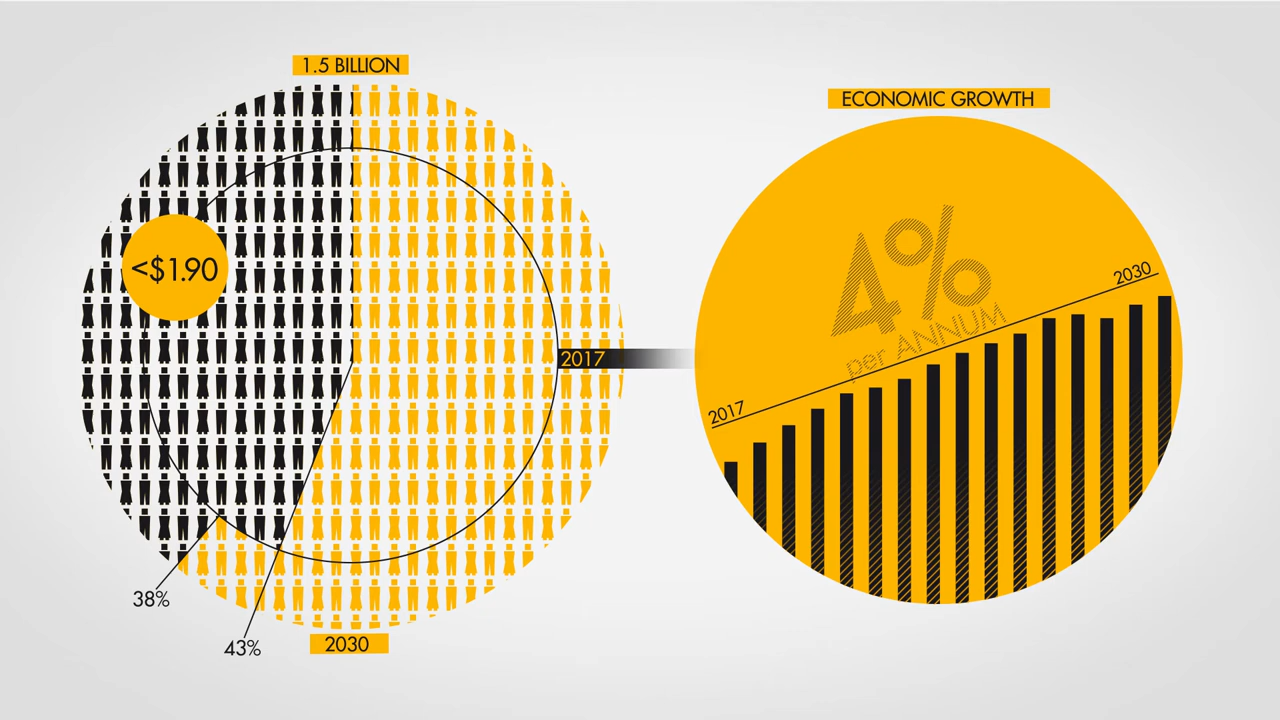 1.5 BILLION
<$1.90
2017
38%
43%
2030
ECONOMIC GROWTH
4%
per ANNUM
2017
2030